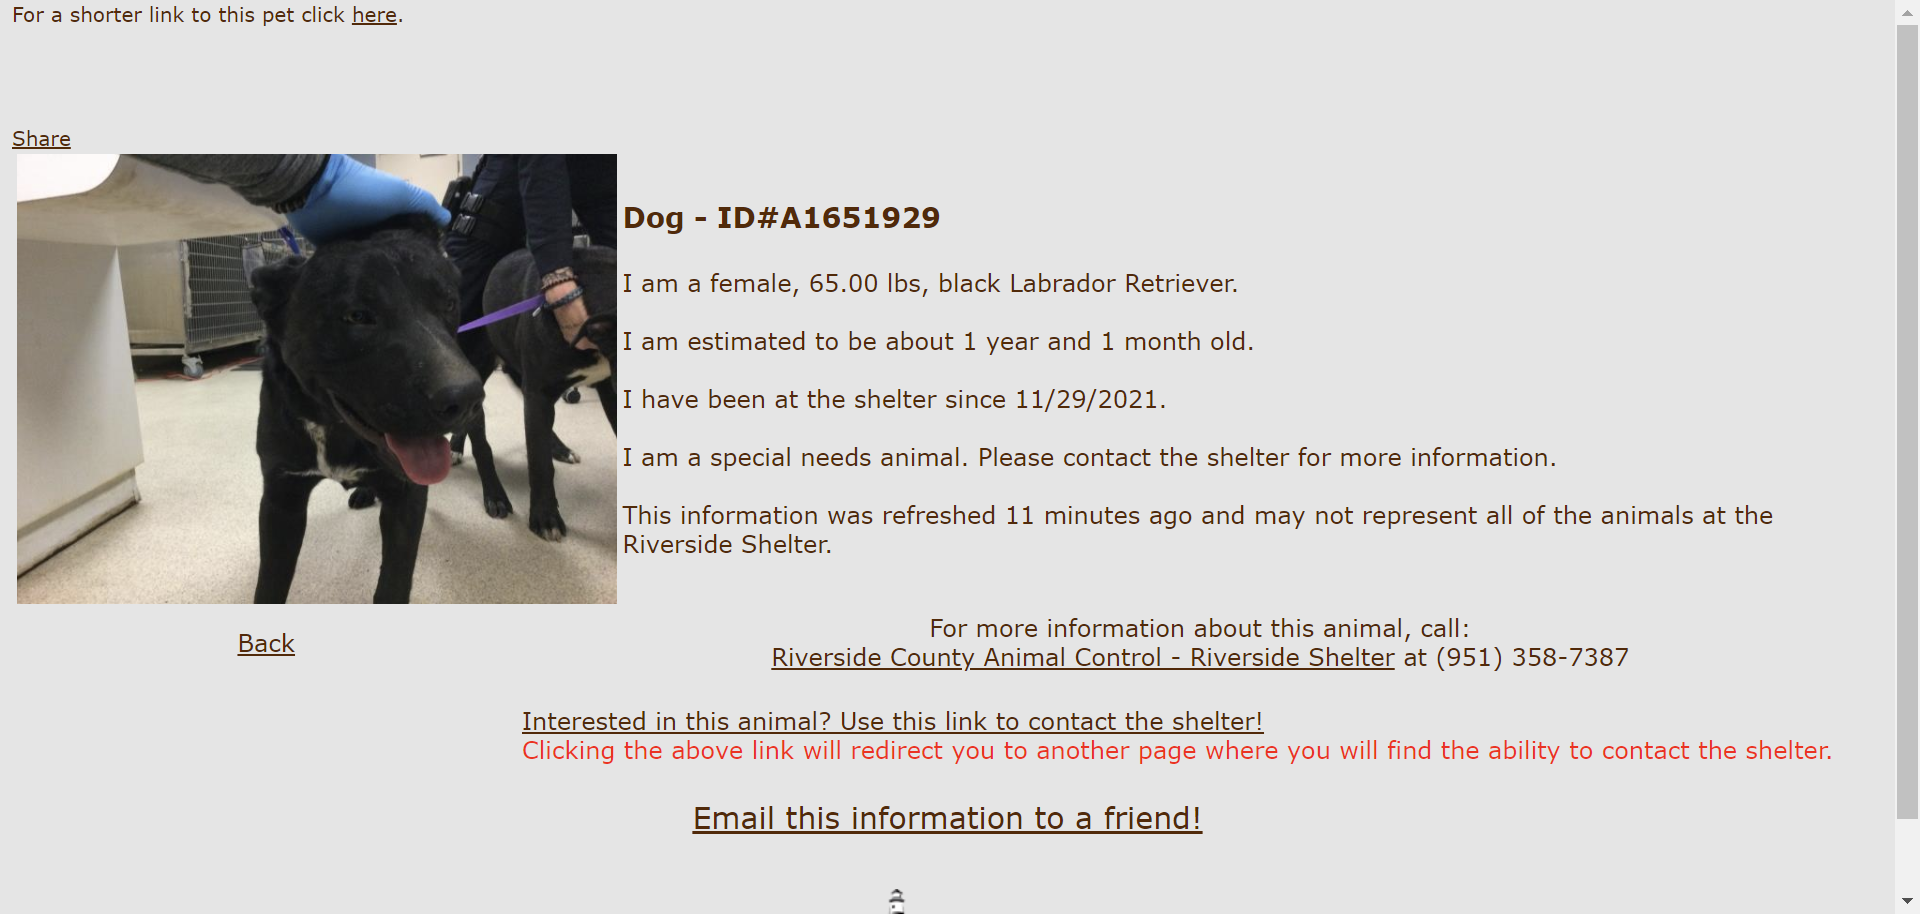 For a shorter link to this pet click here.
Share
Dog - ID#A1651929
I am a female, 65.00 lbs, black Labrador Retriever.
I am estimated to be about 1 year and 1 month old.
I have been at the shelter since 11/29/2021.
I am a special needs animal. Please contact the shelter for more information.
This information was refreshed 11 minutes ago and may not represent all of the animals at the
Riverside Shelter.
Back
For more information about this animal, call:
Riverside County Animal Control - Riverside Shelter at (951) 358-7387
Interested in this animal? Use this link to contact the shelter!
Clicking the above link will redirect you to another page where you will find the ability to contact the shelter.
Email this information to a friend!